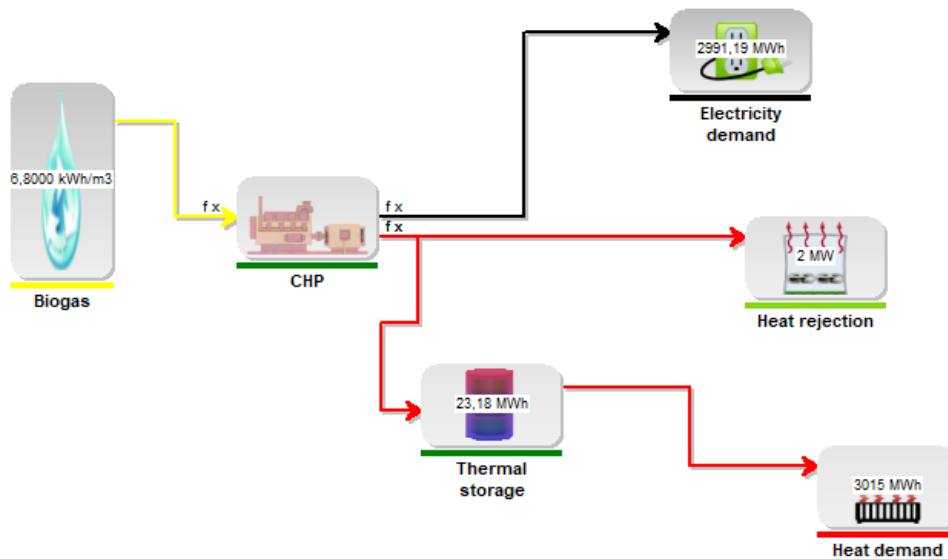 2991,19 MWh
Electricity
demand
6,8000 kWh/m3
Biogas
f x
f x
f x
CHP
2 MW
Heat rejection
23,18 MWh
Thermal
storage
3015 MWh
Heat demand